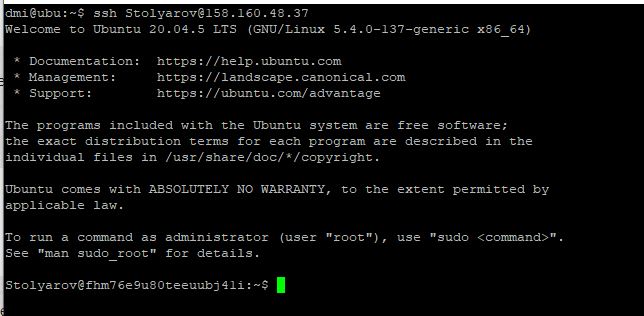 dmi@ubu:~$ ssh Stolyarov@158.160.48.37
Welcome to Ubuntu 20.04.5 LTS (GNU/Linux 5.4.0-137-generic x86_64)
* Documentation:  https://help.ubuntu.com
* Management:     https://landscape.canonical.com
* Support:        https://ubuntu.com/advantage
The programs included with the Ubuntu system are free software;
the exact distribution terms for each program are described in the
individual files in /usr/share/doc/*/copyright.
Ubuntu comes with ABSOLUTELY NO WARRANTY, to the extent permitted by
applicable law.
To run a command as administrator (user "root"), use "sudo <command>".
See "man sudo_root" for details.
Stolyarov@fhm76e9u80teeuubj41i:~$